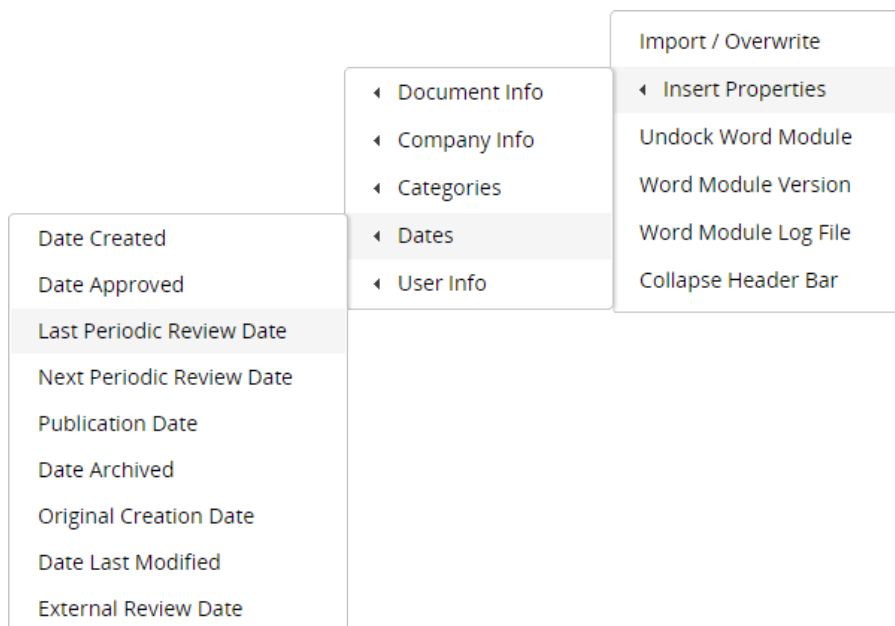 Import / Overwrite
Insert Properties
Undock Word Module
Word Module Version
Word Module Log File
Collapse Header Bar
Document Info
Company Info
Categories
Dates
User Info
Date Created
Date Approved
Last Periodic Review Date
Next Periodic Review Date
Publication Date
Date Archived
Original Creation Date
Date Last Modified
External Review Date